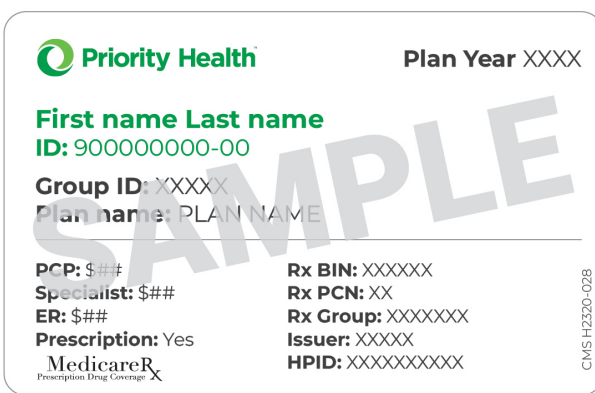 Priority Health
Plan Year XXXX
First name Last name
ID: 900000000-00
Group ID: XXXXX
Plan name: PLAN NAME
SAMPLE
PCP: $##
Specialist: $##
ER: $##
Prescription: Yes
MedicareRx
Prescription Drug Coverage
Rx BIN: XXXXXX
Rx PCN: XX
Rx Group: XXXXXXX
Issuer: XXXXX
HPID: XXXXXXXXXX
CMS H2320-028